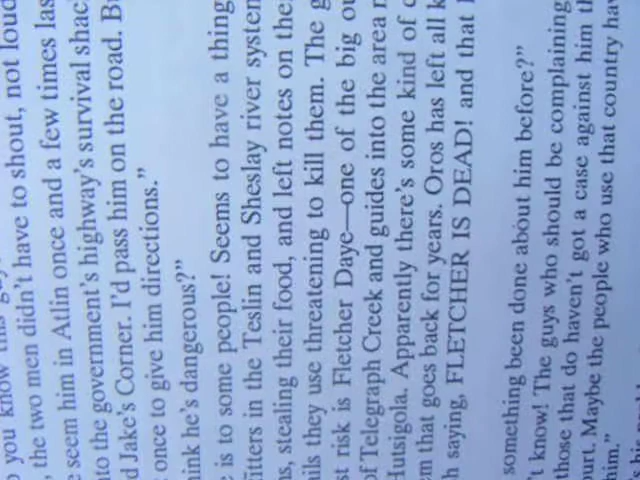 you know this
, the two men didn't have to shout, not loud
e seem him in Atlin once and a few times las
to the government's highway's survival shac
d Jake's Corner. I'd pass him on the road. B
once to give him directions."
ink he's dangerous?"
e is to some people! Seems to have a thing
fitters in the Teslin and Sheslay river system
s, stealing their food, and left notes on the
ils they use threatening to kill them. The g
st risk is Fletcher Daye—one of the big ou
of Telegraph Creek and guides into the area
Hutsigola. Apparently there's some kind of
em that goes back for years. Oros has left all k
h saying, FLETCHER IS DEAD! and that
something been done about him before?"
't know! The guys who should be complaining
those that do haven't got a case against him th
urt. Maybe the people who use that country hav
him."
his